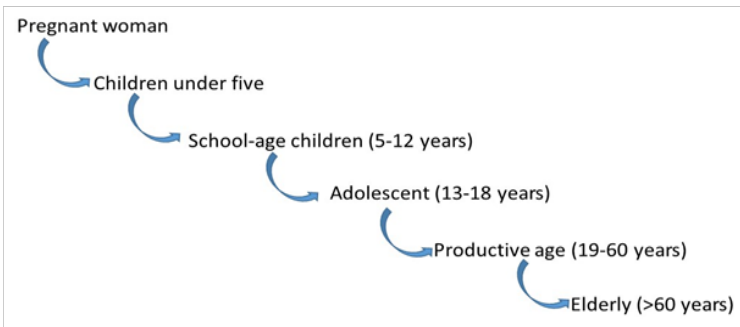 Pregnant woman
Children under five
School-age children (5-12 years)
Adolescent (13-18 years)
Productive age (19-60 years)
Elderly (>60 years)